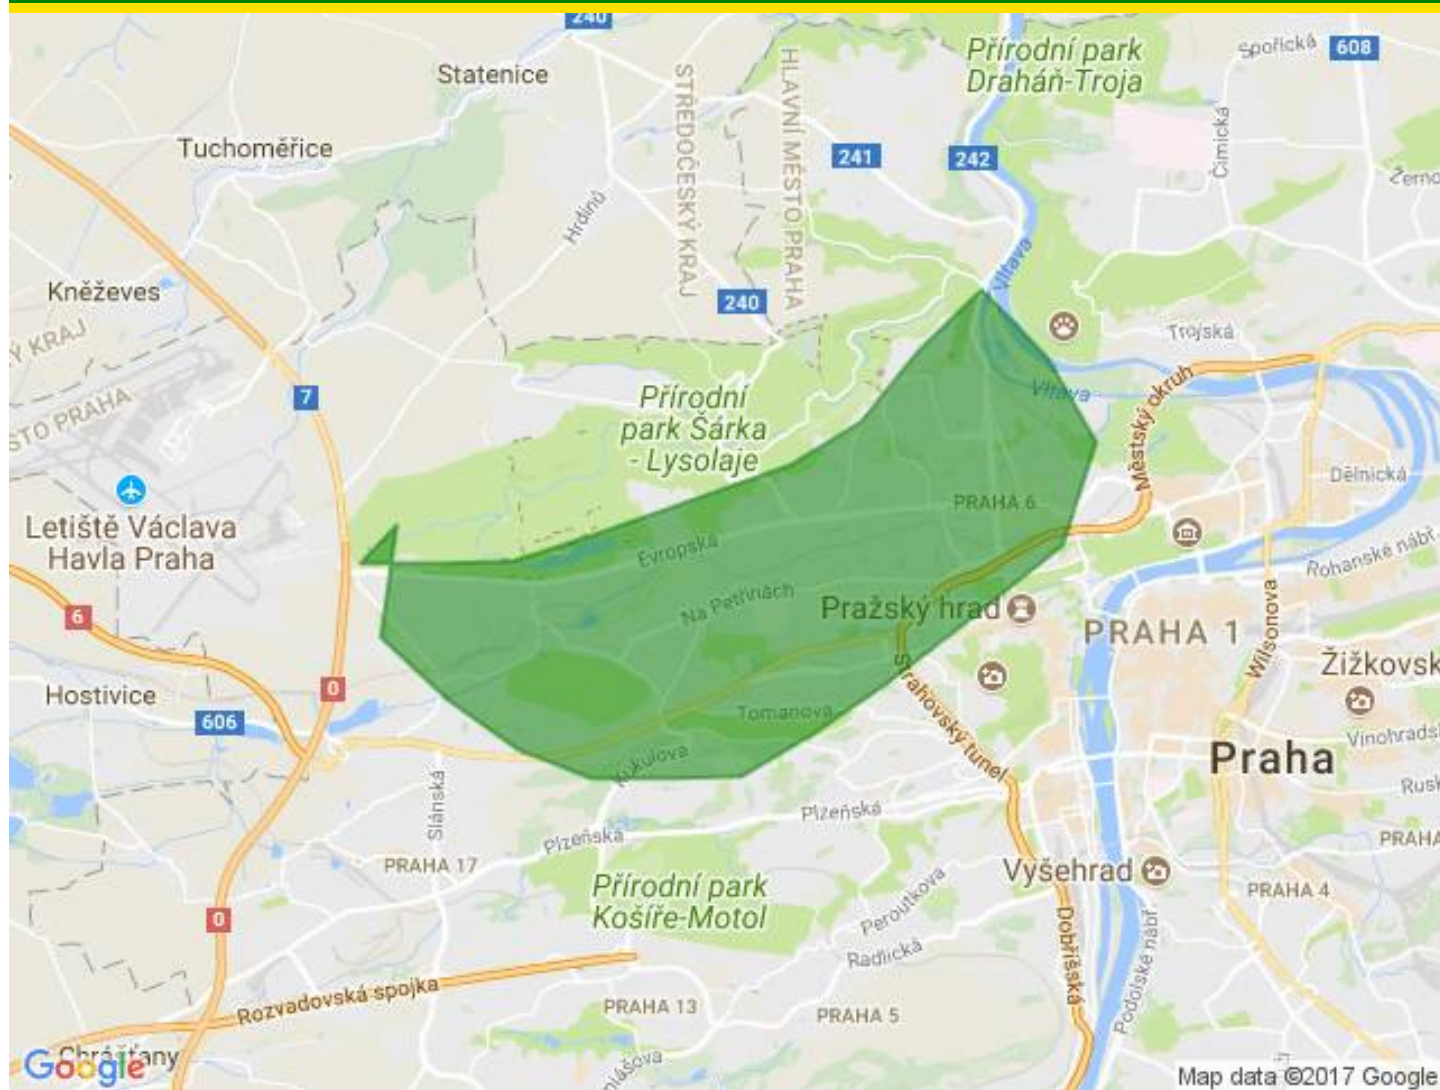 240
Přírodní park
Draháň-Troja
Spořická
608
Statenice
STŘEDOČESKÝ KRAJ
HLAVNÍ MĚSTO PRAHA
Tuchoměřice
241
242
Čimická
Hrdinů
Vltava
Kněževes
240
Trojská
7
Přírodní
park Šárka
- Lysolaje
Vltava
Městský okruh
Dělnická
Letiště Václava
Havla Praha
PRAHA 6
Evropská
Rohanské nábř.
6
Na Petřinách
Pražský hrad
PRAHA 1
Wilsonova
Hostivice
0
606
Strahovský tunel
Tomanova
Kukulova
Praha
Slánská
Plzeňská
Plzeňská
PRAHA 17
Vyšehrad
PRAHA 4
Přírodní park
Košíře-Motol
0
Peroutkova
Radlická
Dobříšská
Podolské nábř.
Rozvadovská spojka
PRAHA 13
PRAHA 5
Google
Map data ©2017 Google